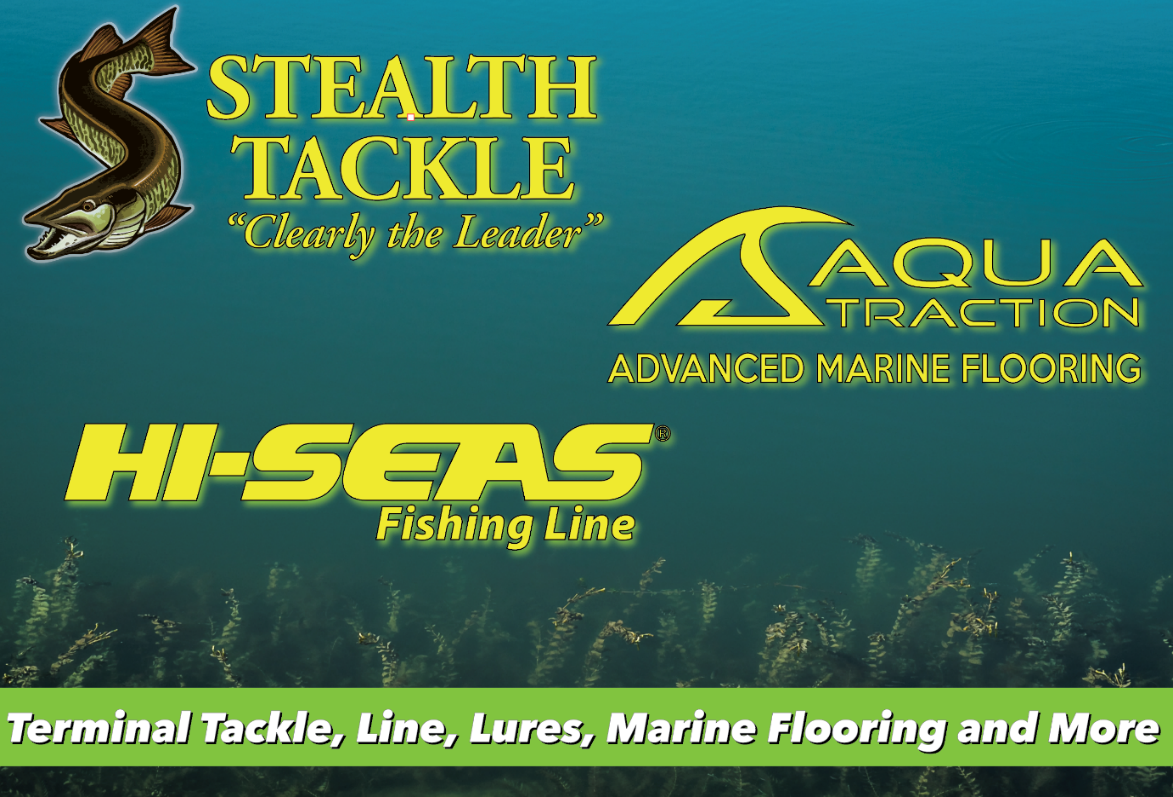 STEALTH
TACKLE
“Clearly the Leader”
AQUA
TRACTION
ADVANCED MARINE FLOORING
HI-SEAS®
Fishing Line
Terminal Tackle, Line, Lures, Marine Flooring and More